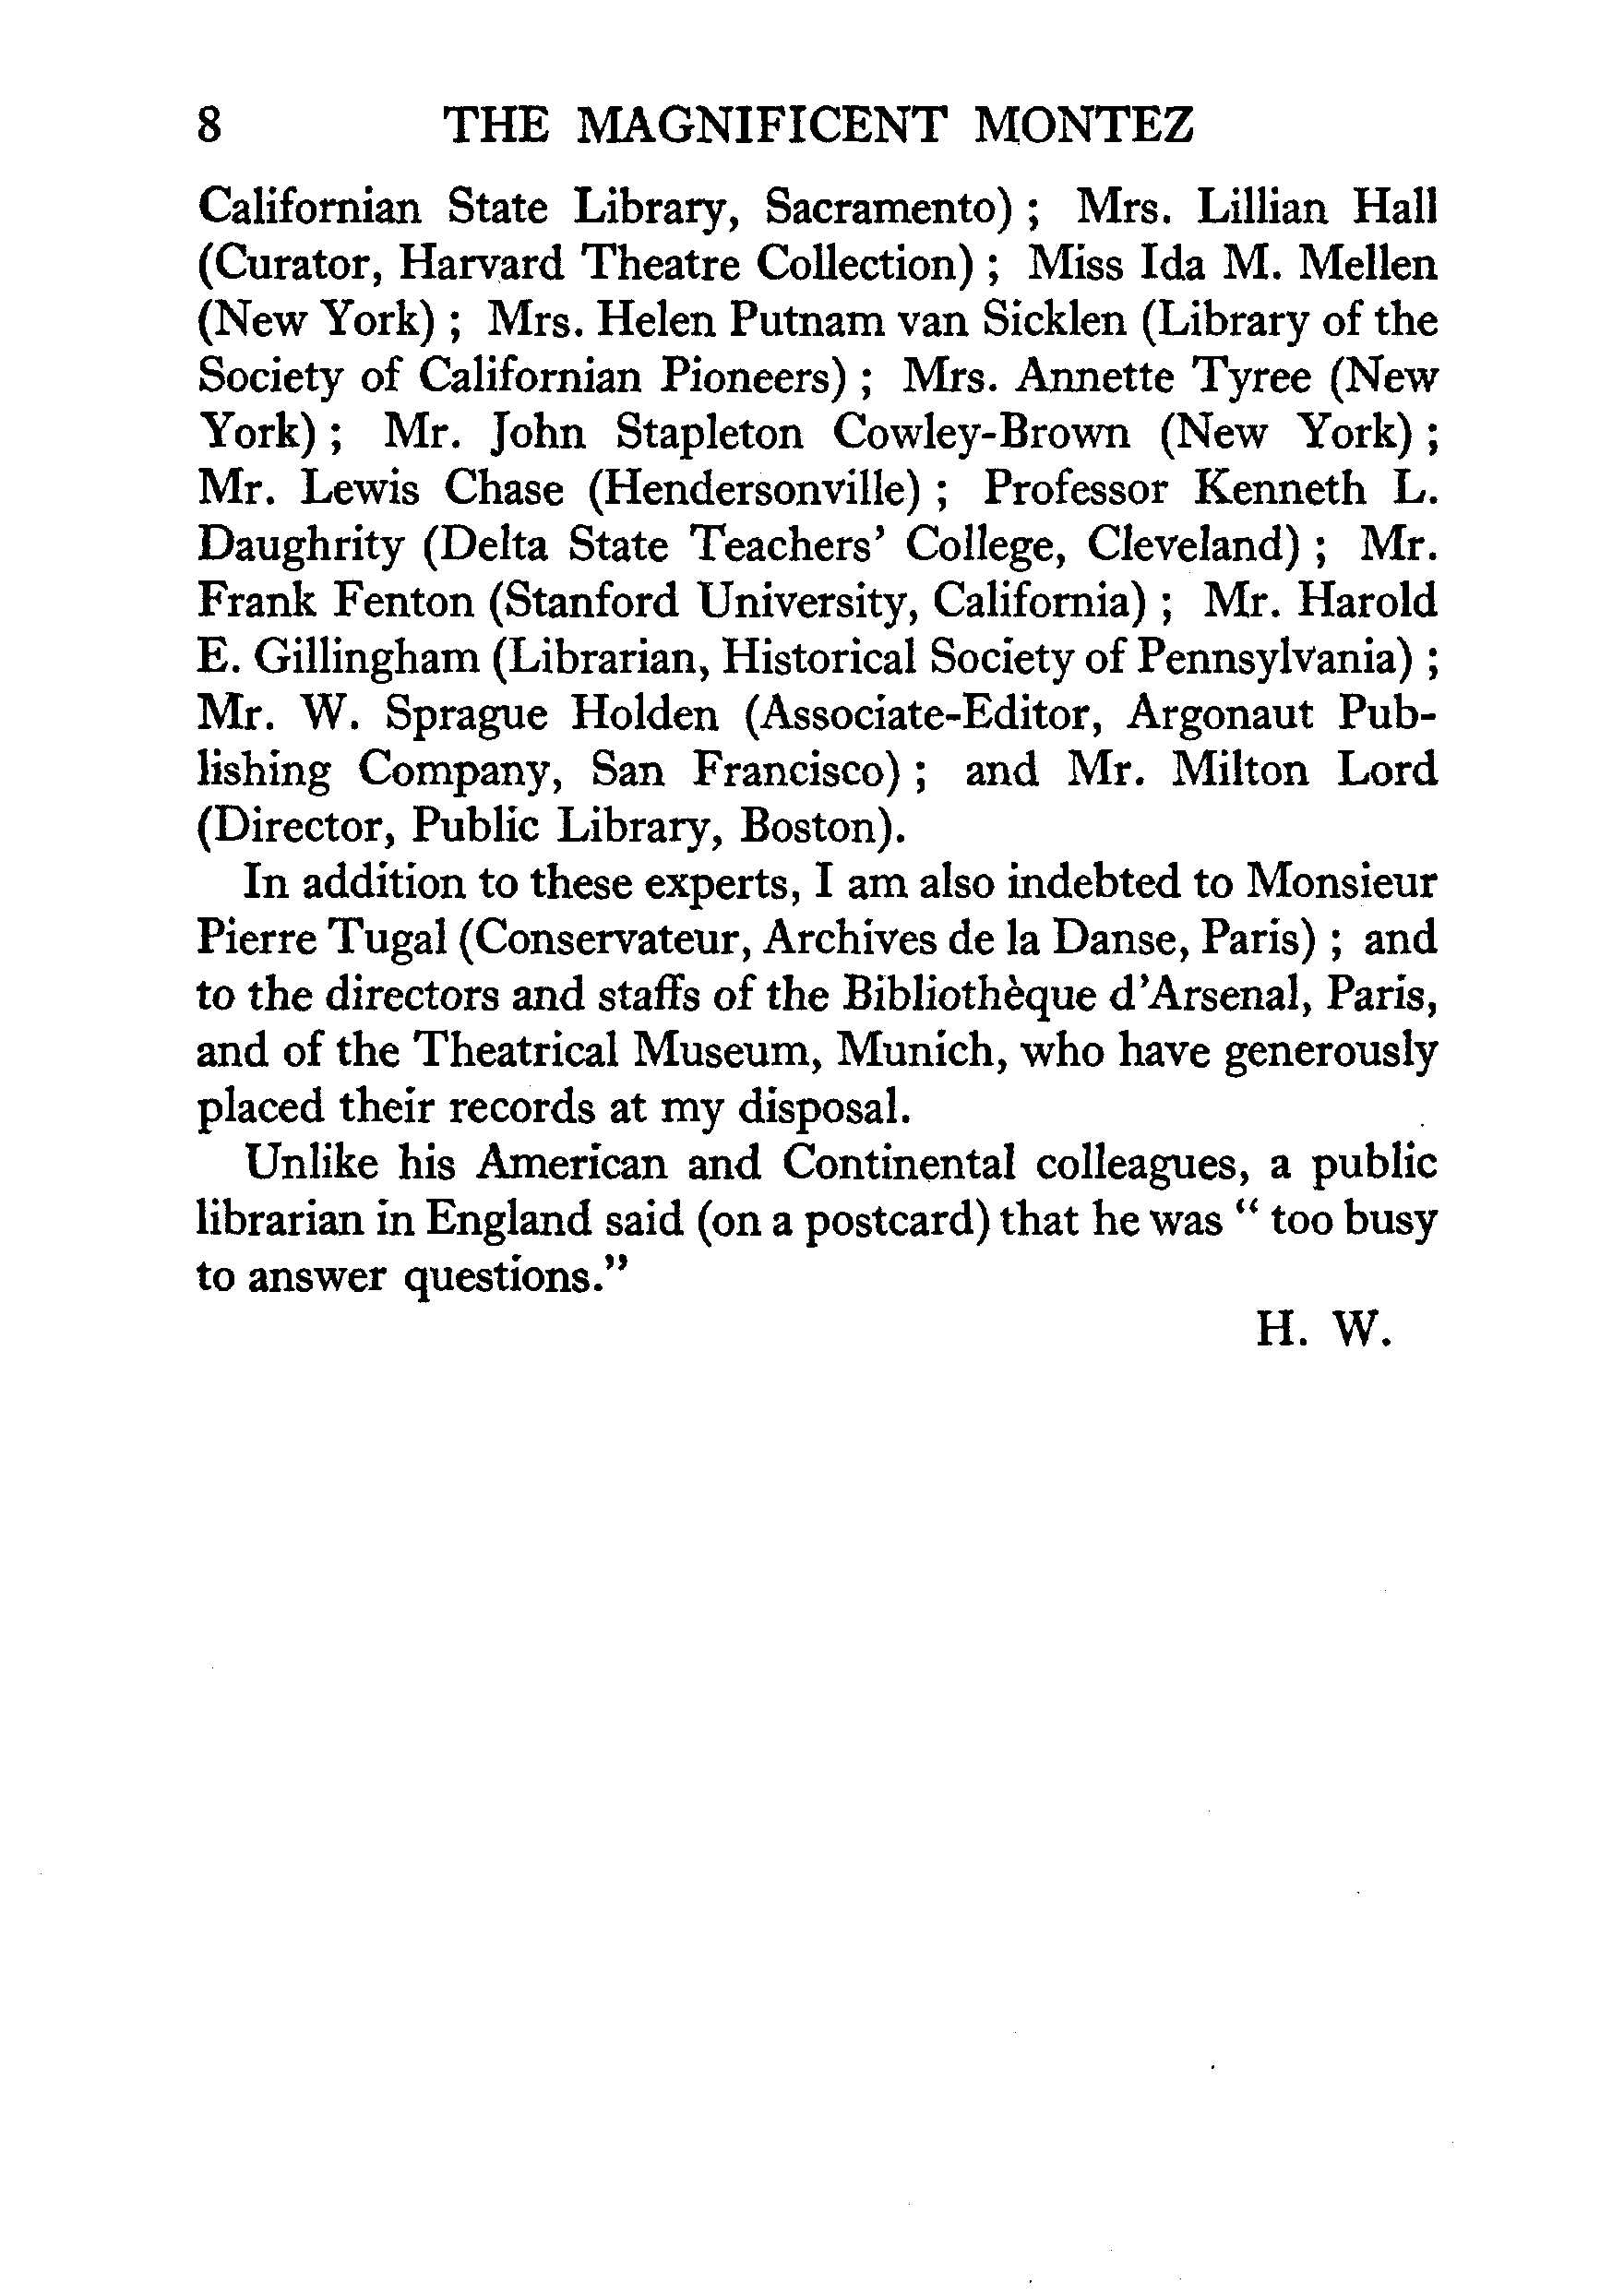 8 THE MAGNIFICENT MONTEZ
Californian State Library, Sacramento) ; Mrs. Lillian Hall
(Curator, Harvard Theatre Collection) ; Miss Ida M. Mellen
(New York) ; Mrs. Helen Putnam van Sicklen (Library of the
Society of Californian Pioneers) ; Mrs. Annette Tyree (New
York) ; Mr. John Stapleton Cowley-Brown (New York) ;
Mr. Lewis Chase (Hendersonville) ; Professor Kenneth L.
Daughrity (Delta State Teachers' College, Cleveland) ; Mr.
Frank Fenton (Stanford University, California) ; Mr. Harold
E. Gillingham (Librarian, Historical Society of Pennsylvania) ;
Mr. W. Sprague Holden (Associate-Editor, Argonaut Pub-
lishing Company, San Francisco) ; and Mr. Milton Lord
(Director, Public Library, Boston).
In addition to these experts, I am also indebted to Monsieur
Pierre Tugal (Conservateur, Archives de la Danse, Paris) ; and
to the directors and staffs of the Bibliothèque d'Arsenal, Paris,
and of the Theatrical Museum, Munich, who have generously
placed their records at my disposal.
Unlike his American and Continental colleagues, a public
librarian in England said (on a postcard) that he was “ too busy
to answer questions.”
H. W.